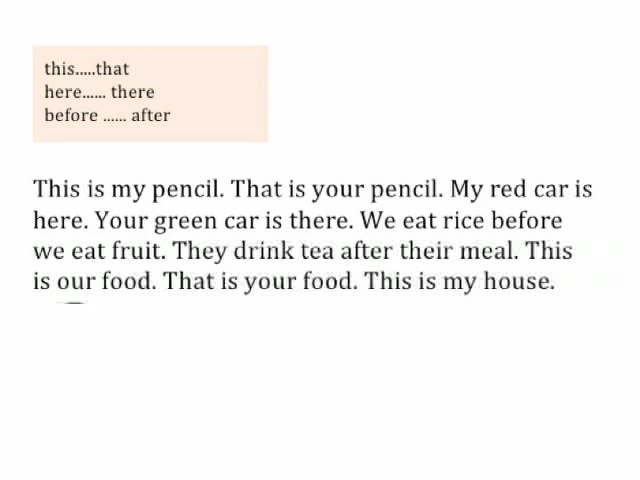 this.....that
here...... there
before ...... after
This is my pencil. That is your pencil. My red car is
here. Your green car is there. We eat rice before
we eat fruit. They drink tea after their meal. This
is our food. That is your food. This is my house.